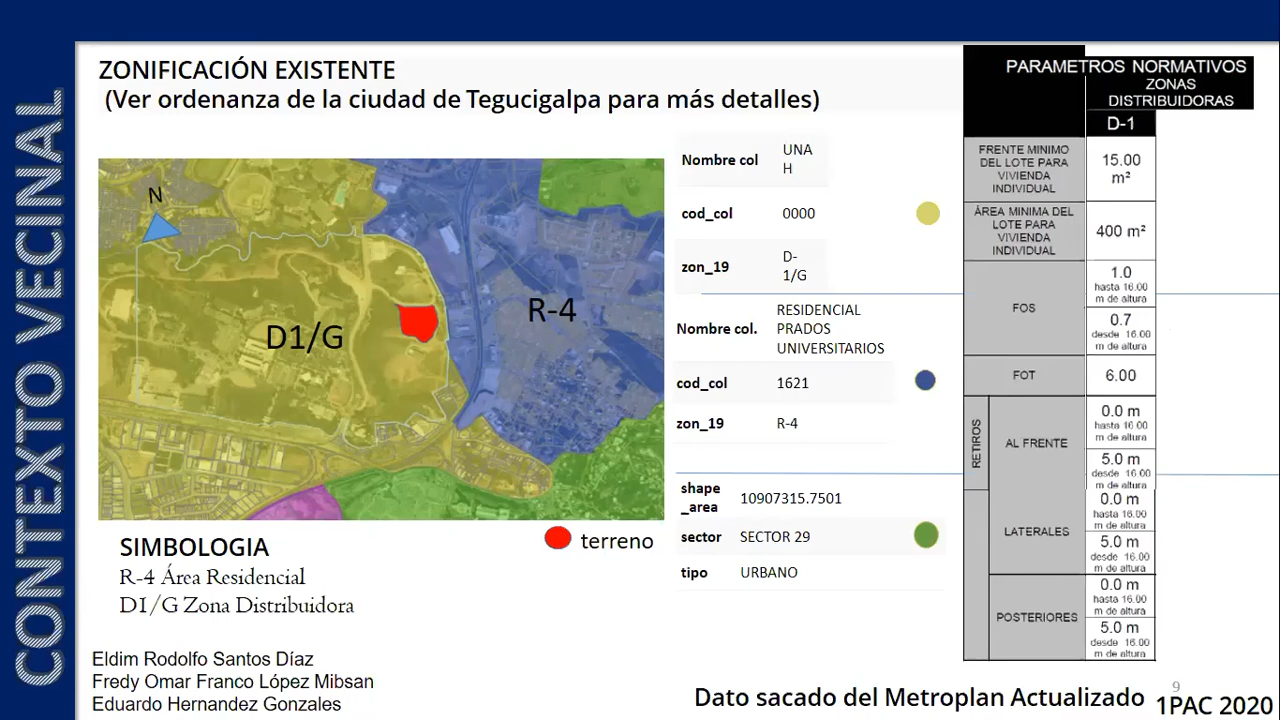 CONTEXTO VECINAL
ZONIFICACIÓN EXISTENTE
(Ver ordenanza de la ciudad de Tegucigalpa para más detalles)
N
D1/G
R-4
SIMBOLOGIA
R-4 Área Residencial
D1/G Zona Distribuidora
terreno
Nombre col
UNA
H
cod_col
0000
zon_19
D-
1/G
Nombre col.
RESIDENCIAL
PRADOS
UNIVERSITARIOS
cod_col
1621
zon_19
R-4
shape
_area
10907315.7501
sector
SECTOR 29
tipo
URBANO
PARAMETROS NORMATIVOS
ZONAS
DISTRIBUIDORAS
D-1
FRENTE MINIMO
DEL LOTE PARA
VIVIENDA
INDIVIDUAL
15.00
m²
ÁREA MINIMA DEL
LOTE PARA
VIVIENDA
INDIVIDUAL
400 m²
FOS
1.0
hasta 16.00
m de altura
0.7
desde 16.00
m de altura
FOT
6.00
RETIROS
AL FRENTE
0.0 m
hasta 16.00
m de altura
5.0 m
desde 16.00
m de altura
LATERALES
0.0 m
hasta 16.00
m de altura
5.0 m
desde 16.00
m de altura
POSTERIORES
0.0 m
hasta 16.00
m de altura
5.0 m
desde 16.00
m de altura
Eldim Rodolfo Santos Díaz
Fredy Omar Franco López Mibsan
Eduardo Hernandez Gonzales
Dato sacado del Metroplan Actualizado
9
1PAC 2020